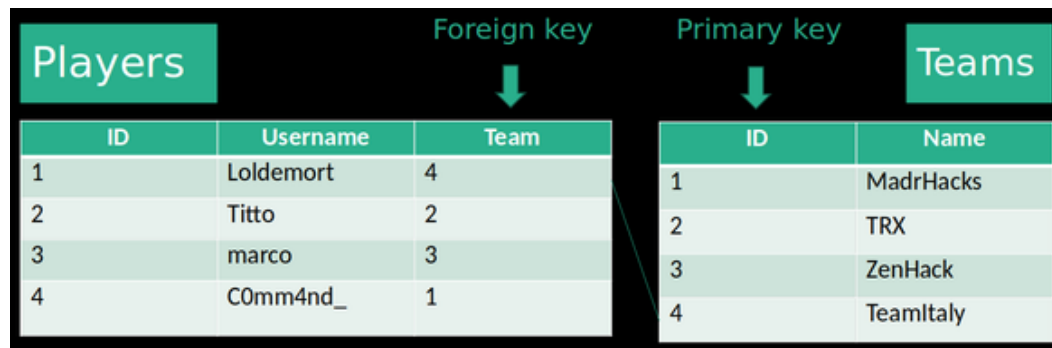 Players
Foreign key
Primary key
Teams
ID Username Team
1 Loldemort 4
2 Titto 2
3 marco 3
4 C0mm4nd_ 1
ID Name
1 MadrHacks
2 TRX
3 ZenHack
4 TeamItaly